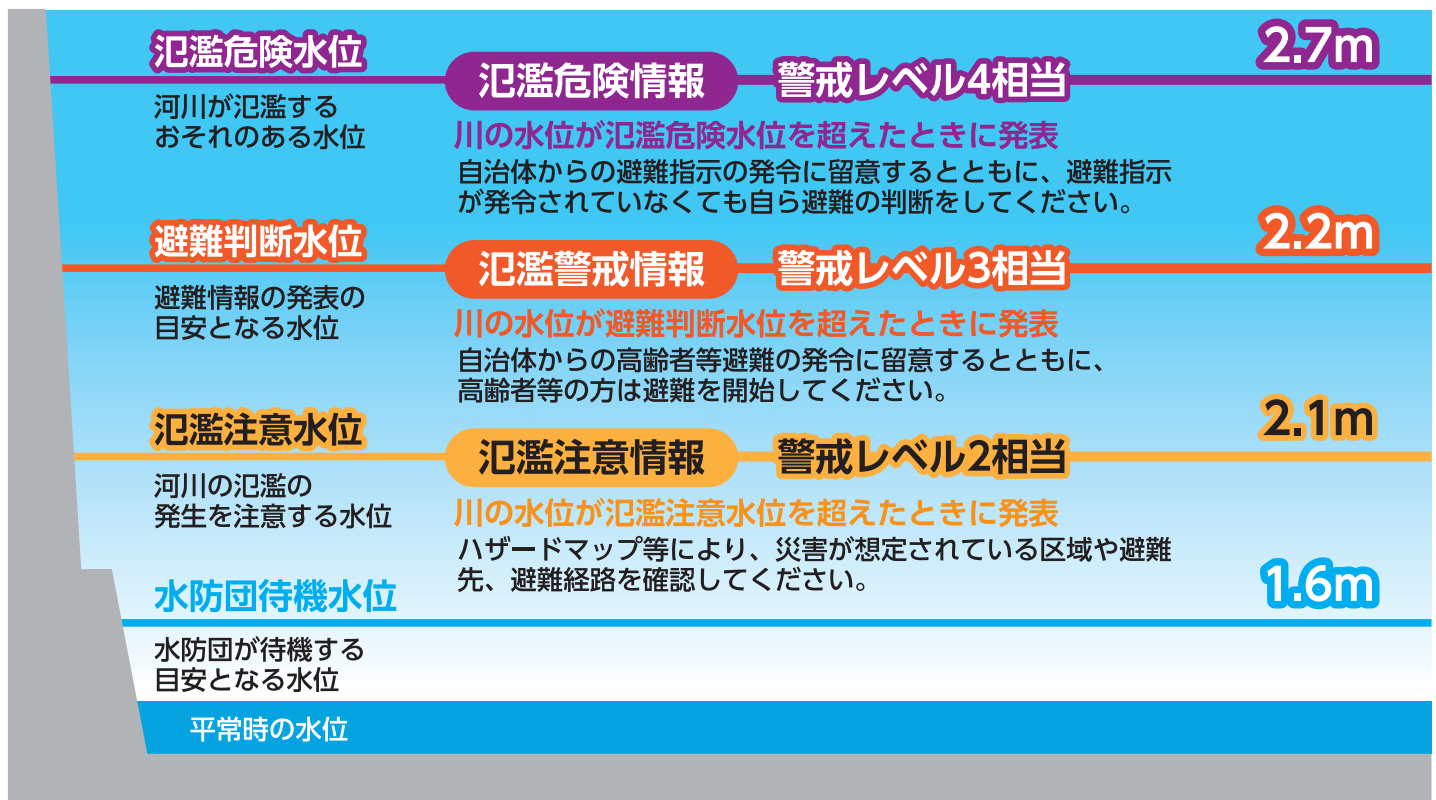 氾濫危険水位
2.7m
氾濫危険情報
警戒レベル4相当
河川が氾濫する
おそれのある水位
川の水位が氾濫危険水位を超えたときに発表
自治体からの避難指示の発令に留意するとともに、避難指示
が発令されていなくても自ら避難の判断をしてください。
避難判断水位
2.2m
氾濫警戒情報
警戒レベル3相当
避難情報の発表の
目安となる水位
川の水位が避難判断水位を超えたときに発表
自治体からの高齢者等避難の発令に留意するとともに、
高齢者等の方は避難を開始してください。
氾濫注意水位
2.1m
氾濫注意情報
警戒レベル2相当
河川の氾濫の
発生を注意する水位
川の水位が氾濫注意水位を超えたときに発表
ハザードマップ等により、災害が想定されている区域や避難
先、避難経路を確認してください。
水防団待機水位
1.6m
水防団が待機する
目安となる水位
平常時の水位